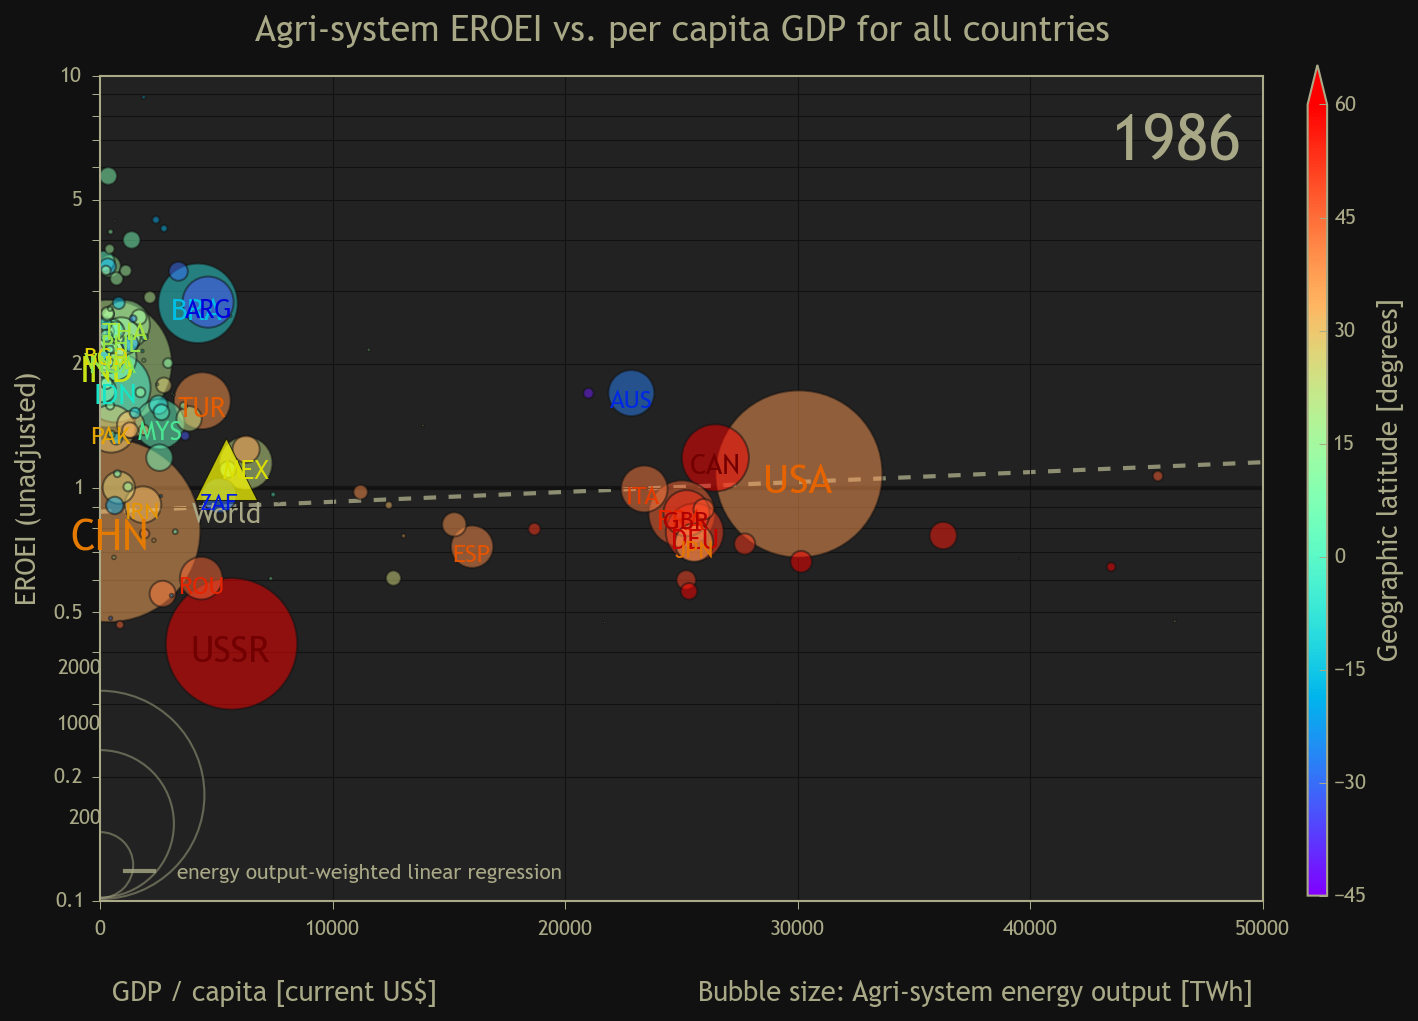 Agri-system EROEI vs. per capita GDP for all countries
1986
EROEI (unadjusted)
10
5
2
1
0.5
0.2
0.1
2000
1000
200
BRA
ARG
THA
IND
IDN
TUR
PAK
MYS
MEX
ZAF
World
CHN
RDU
USSR
ESP
AUS
ITA
CAN
USA
GBR
DEU
JPN
energy output-weighted linear regression
0
10000
20000
30000
40000
50000
GDP / capita [current US$]
Bubble size: Agri-system energy output [TWh]
60
45
30
15
0
−15
−30
−45
Geographic latitude [degrees]